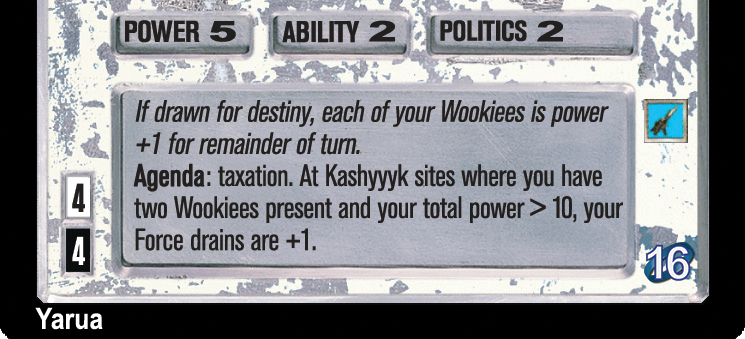 POWER 5 ABILITY 2 POLITICS 2
If drawn for destiny, each of your Wookiees is power
+1 for remainder of turn.
Agenda: taxation. At Kashyyyk sites where you have
two Wookiees present and your total power > 10, your
Force drains are +1.
4
4
16
Yarua